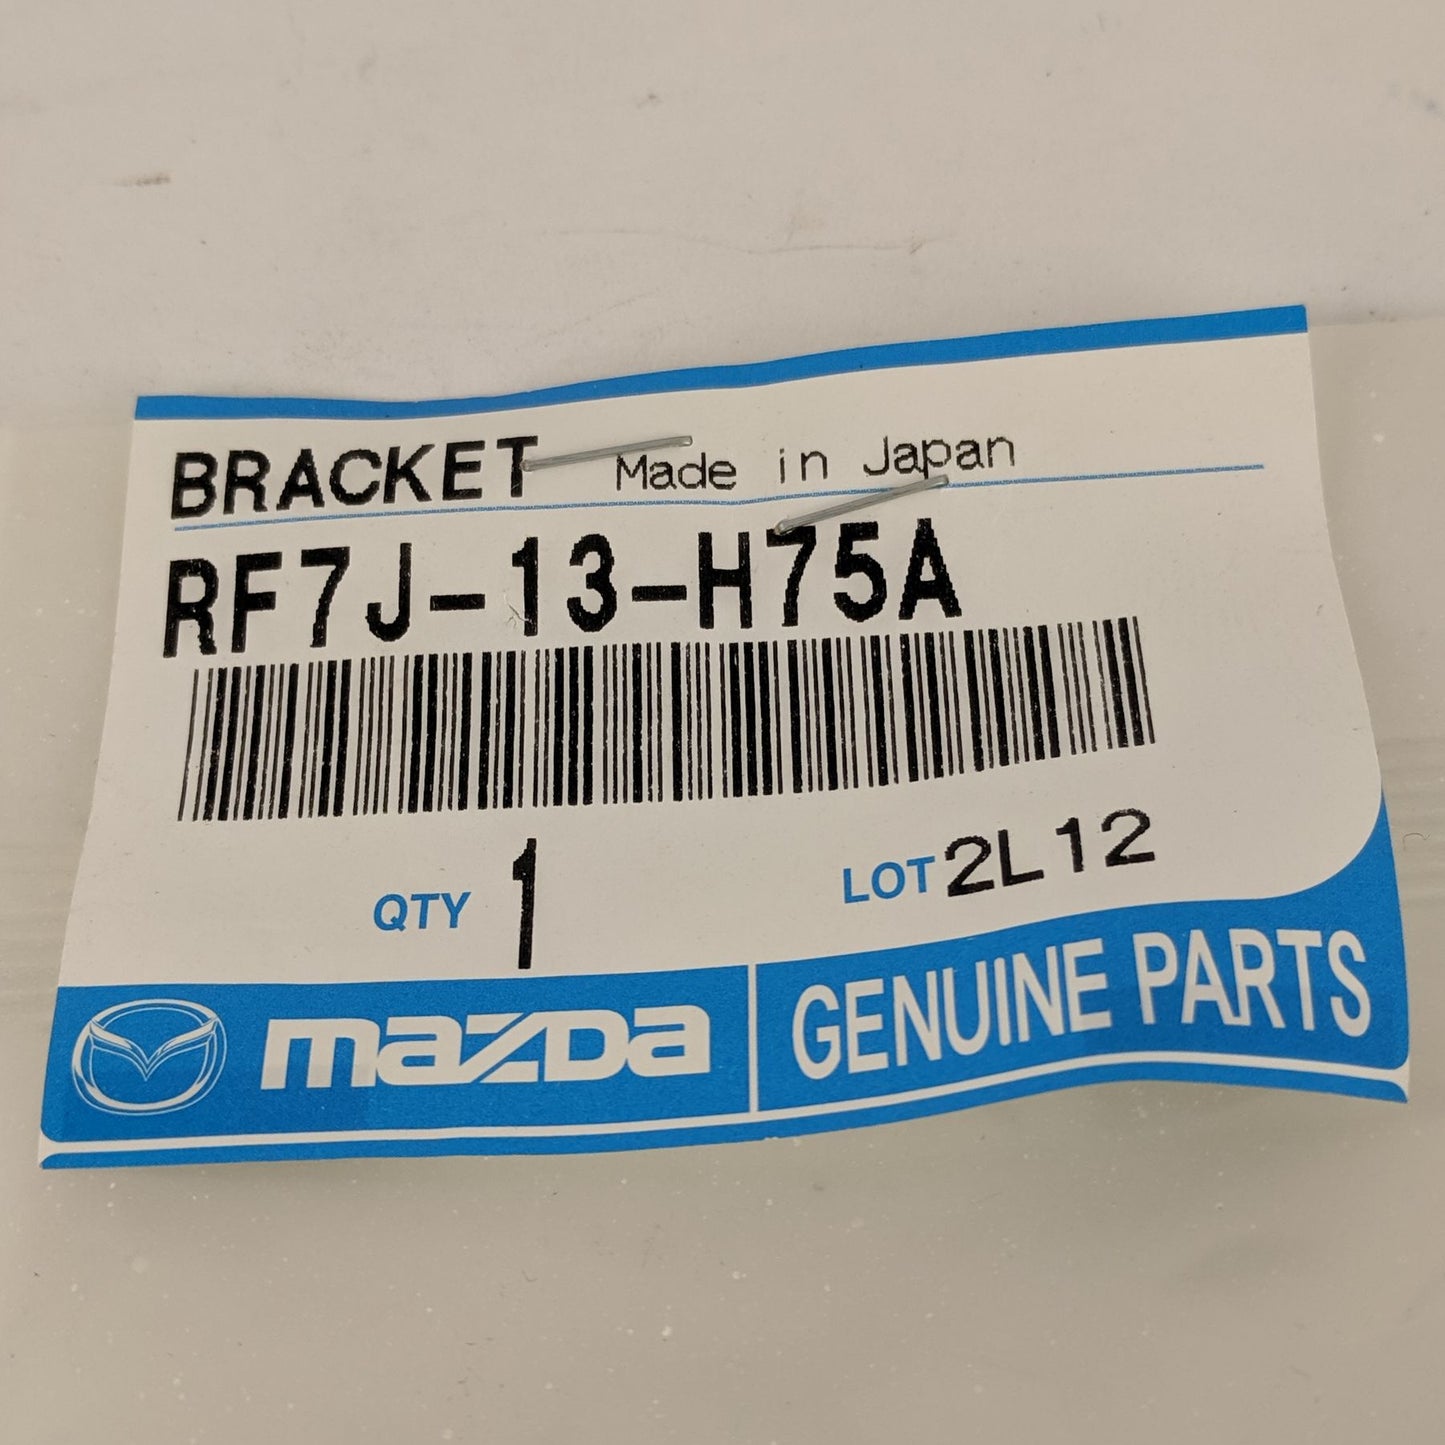 BRACKET Made in Japan
RF7J-13-H75A
QTY 1 LOT 2L12
mazda GENUINE PARTS